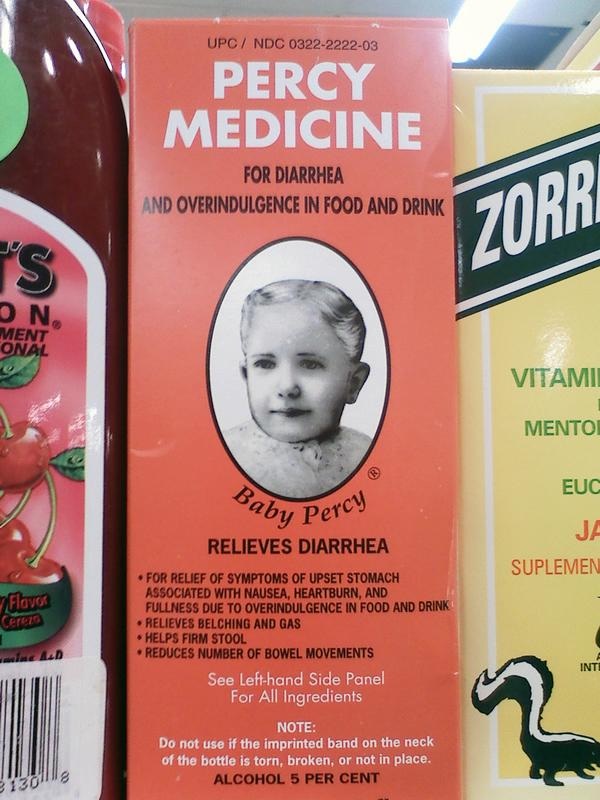 UPC / NDC 0322-2222-03
PERCY
MEDICINE
FOR DIARRHEA
AND OVERINDULGENCE IN FOOD AND DRINK
Baby Percy ®
RELIEVES DIARRHEA
• FOR RELIEF OF SYMPTOMS OF UPSET STOMACH
ASSOCIATED WITH NAUSEA, HEARTBURN, AND
FULLNESS DUE TO OVERINDULGENCE IN FOOD AND DRINK
• RELIEVES BELCHING AND GAS
• HELPS FIRM STOOL
• REDUCES NUMBER OF BOWEL MOVEMENTS
See Left-hand Side Panel
For All Ingredients
NOTE:
Do not use if the imprinted band on the neck
of the bottle is torn, broken, or not in place.
ALCOHOL 5 PER CENT
T'S
ON®
MENT
ONAL
Flavor
Cereza
A+D
3130 8
ZORR
VITAMI
MENTO
EUC
JA
SUPLEMEN
INT